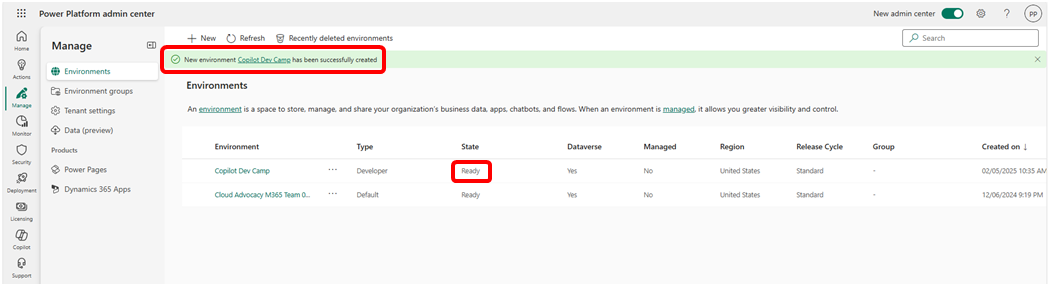 Power Platform admin center
New admin center
?
PP
Home
Actions
Manage
Monitor
Security
Deployment
Licensing
Copilot
Support
Manage
Environments
Environment groups
Tenant settings
Data (preview)
Products
Power Pages
Dynamics 365 Apps
New Refresh Recently deleted environments
Search
New environment Copilot Dev Camp has been successfully created
Environments
An environment is a space to store, manage, and share your organization's business data, apps, chatbots, and flows. When an environment is managed, it allows you greater visibility and control.
Environment Type State Dataverse Managed Region Release Cycle Group Created on ↓
Copilot Dev Camp ... Developer Ready Yes No United States Standard - 02/05/2025 10:35 AM
Cloud Advocacy M365 Team 0... ... Default Ready Yes No United States Standard - 12/06/2024 9:19 PM